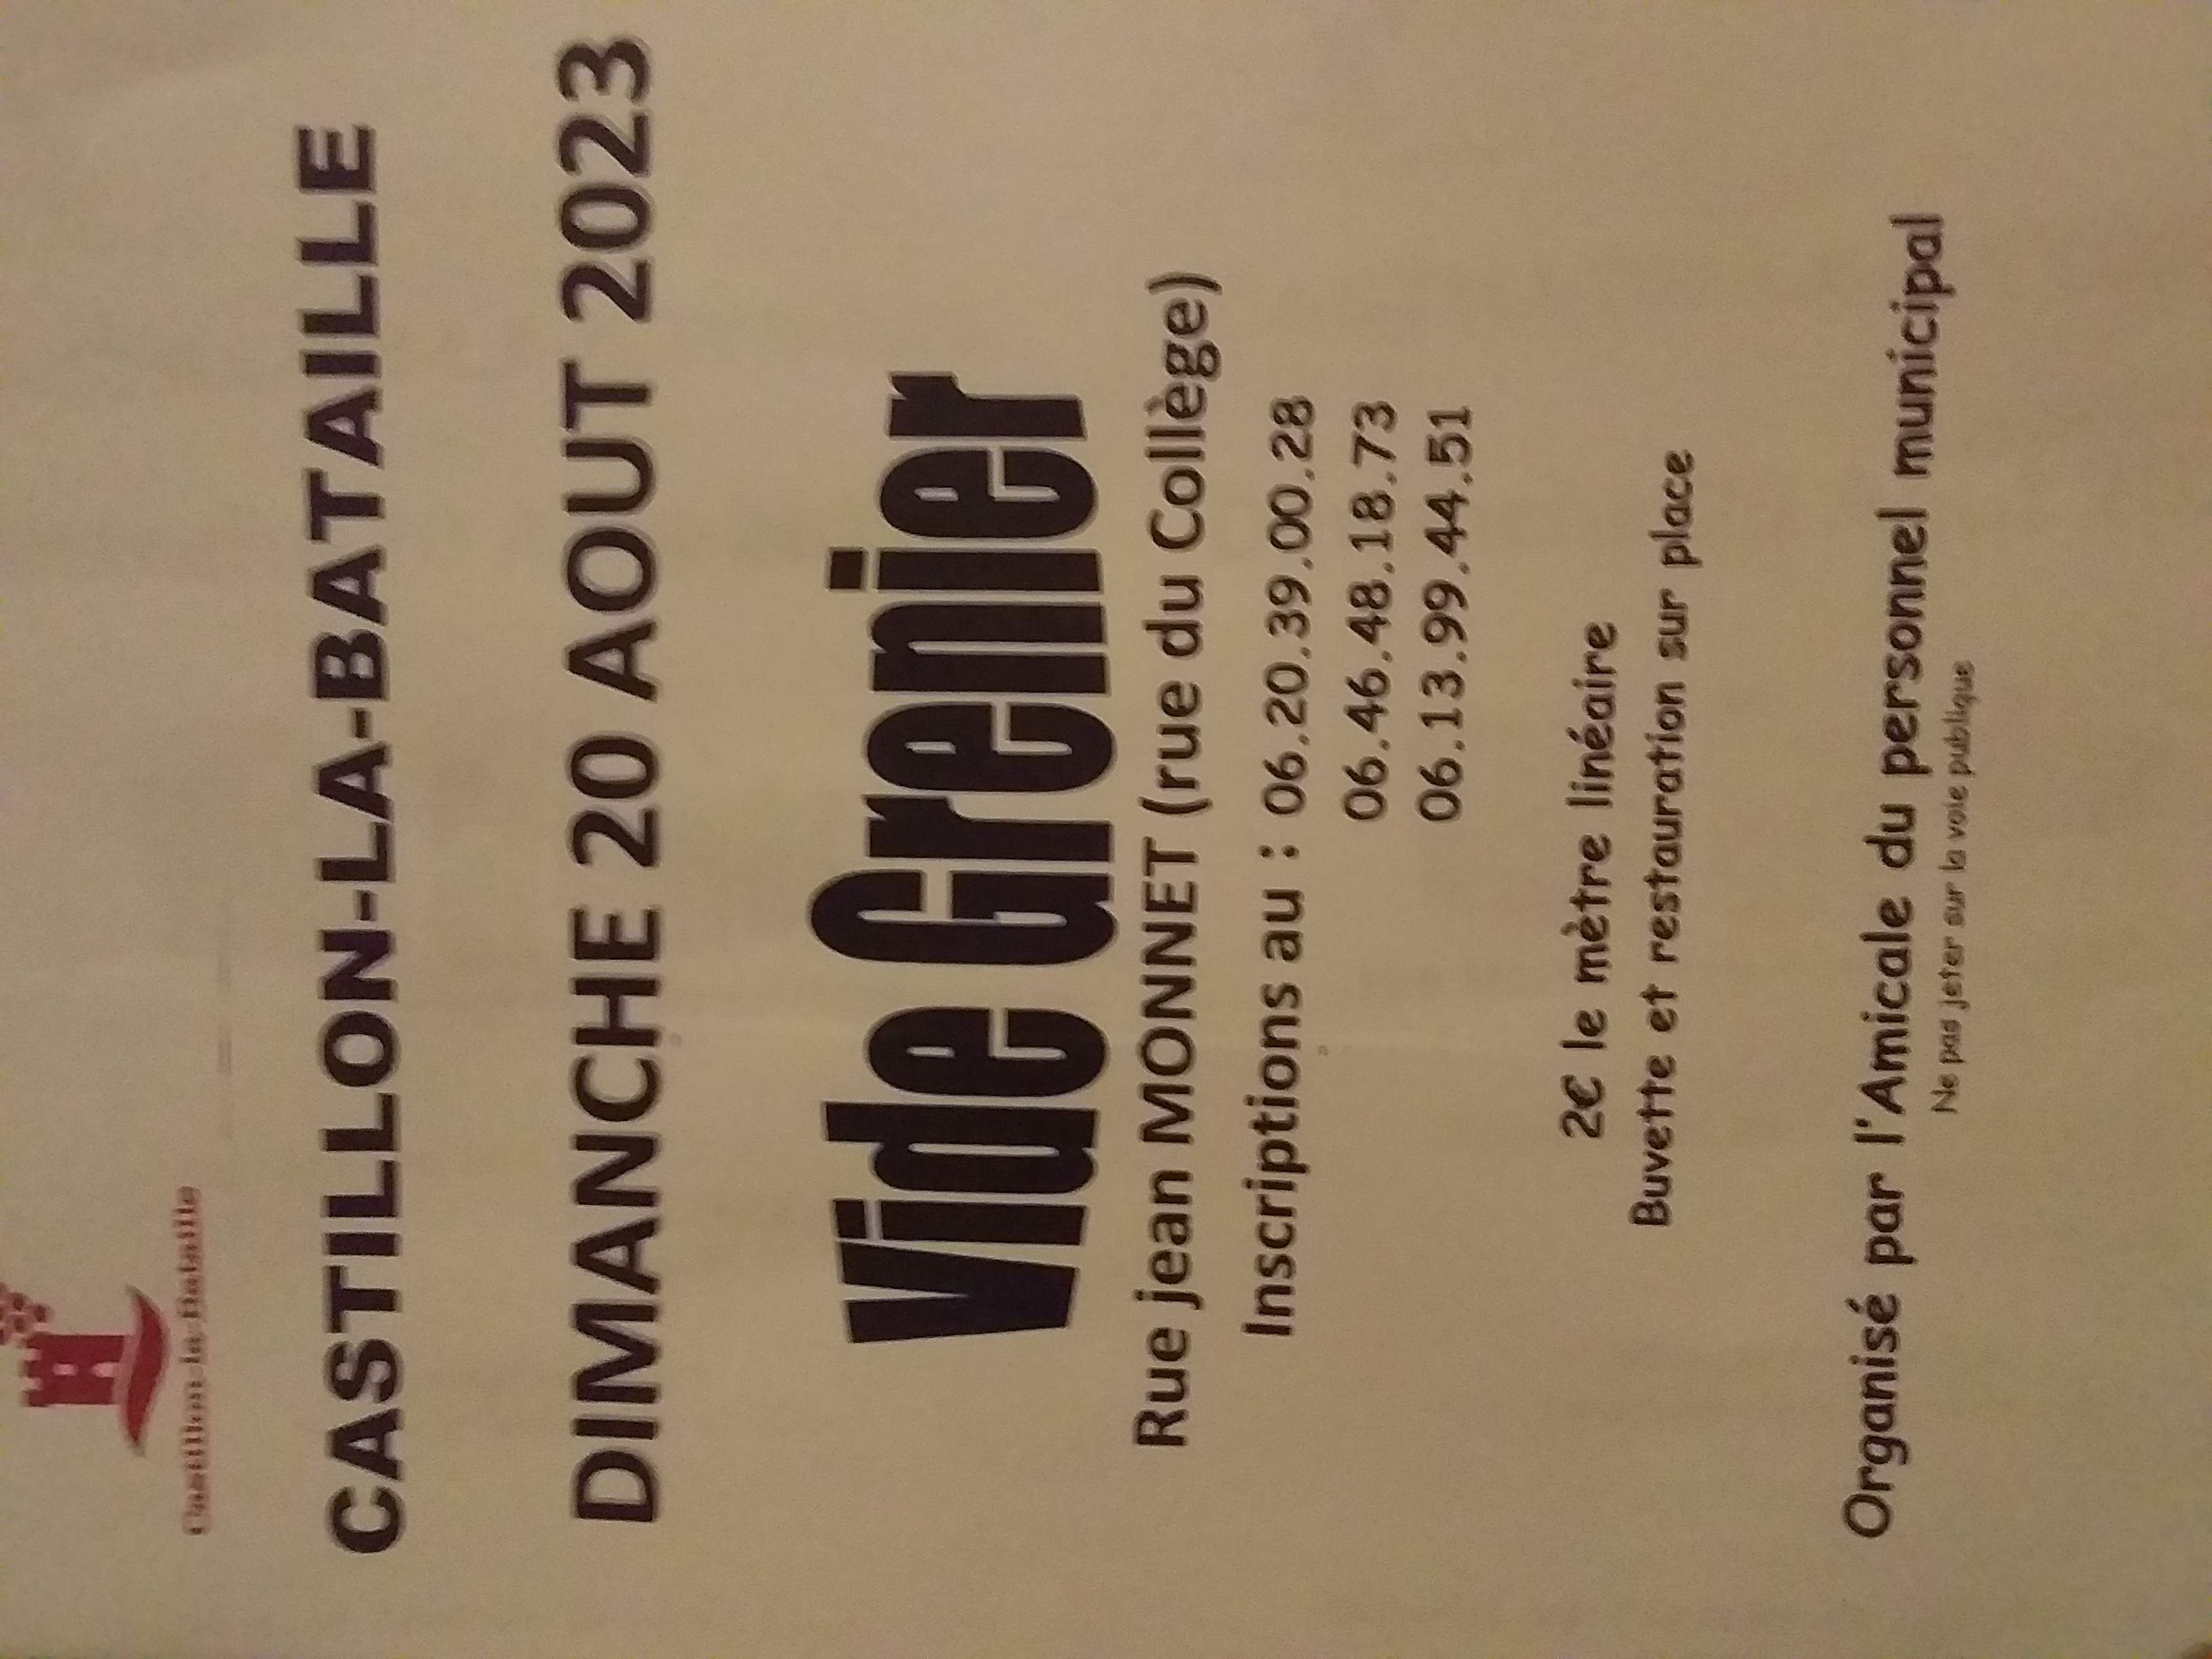 Castillon-la-Bataille
CASTILLON-LA-BATAILLE
DIMANCHE 20 AOUT 2023
Vide Grenier
Rue jean MONNET (rue du Collège)
Inscriptions au : 06.20.39.00.28
06.46.48.18.73
06.13.99.44.51
2€ le mètre linéaire
Buvette et restauration sur place
Organisé par l'Amicale du personnel municipal
Ne pas jeter sur la voie publique